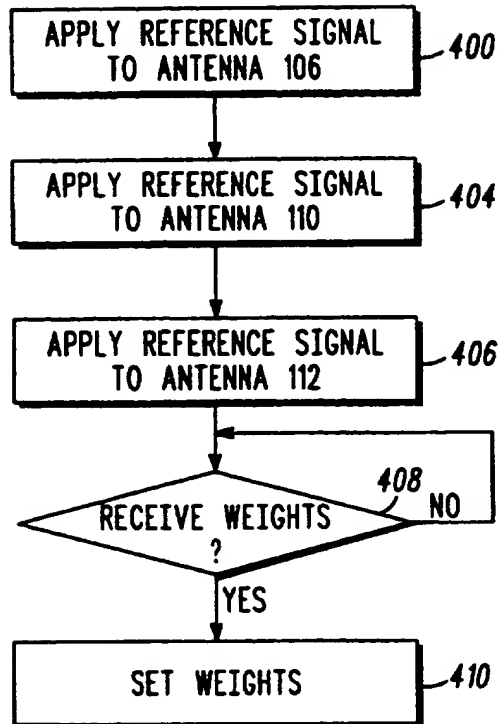 APPLY REFERENCE SIGNAL
TO ANTENNA 106
400
APPLY REFERENCE SIGNAL
TO ANTENNA 110
404
APPLY REFERENCE SIGNAL
TO ANTENNA 112
406
408
RECEIVE WEIGHTS
?
NO
YES
SET WEIGHTS
410